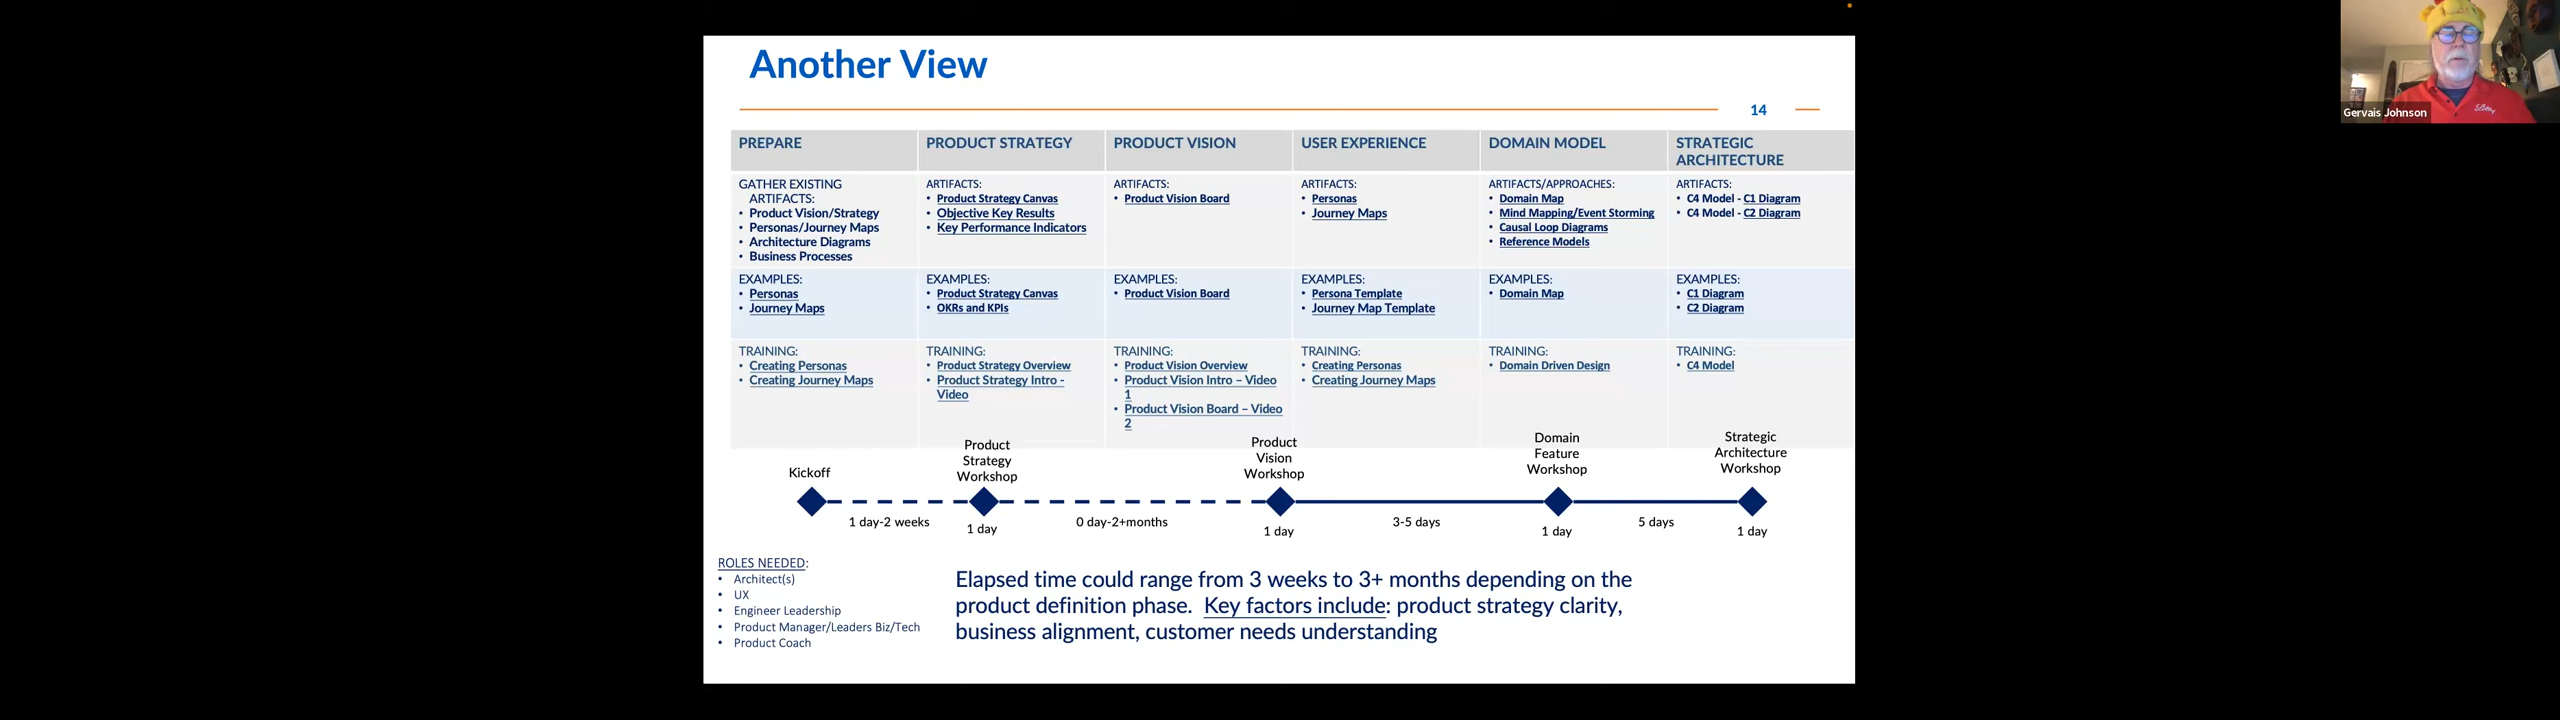 Another View
14
Gervais Johnson
Lilly
PREPARE
GATHER EXISTING
ARTIFACTS:
• Product Vision/Strategy
• Personas/Journey Maps
• Architecture Diagrams
• Business Processes
EXAMPLES:
• Personas
• Journey Maps
TRAINING:
• Creating Personas
• Creating Journey Maps
PRODUCT STRATEGY
ARTIFACTS:
• Product Strategy Canvas
• Objective Key Results
• Key Performance Indicators
EXAMPLES:
• Product Strategy Canvas
• OKRs and KPIs
TRAINING:
• Product Strategy Overview
• Product Strategy Intro -
Video
PRODUCT VISION
ARTIFACTS:
• Product Vision Board
EXAMPLES:
• Product Vision Board
TRAINING:
• Product Vision Overview
• Product Vision Intro – Video
1
• Product Vision Board – Video
2
USER EXPERIENCE
ARTIFACTS:
• Personas
• Journey Maps
EXAMPLES:
• Persona Template
• Journey Map Template
TRAINING:
• Creating Personas
• Creating Journey Maps
DOMAIN MODEL
ARTIFACTS/APPROACHES:
• Domain Map
• Mind Mapping/Event Storming
• Causal Loop Diagrams
• Reference Models
EXAMPLES:
• Domain Map
TRAINING:
• Domain Driven Design
STRATEGIC
ARCHITECTURE
ARTIFACTS:
• C4 Model - C1 Diagram
• C4 Model - C2 Diagram
EXAMPLES:
• C1 Diagram
• C2 Diagram
TRAINING:
• C4 Model
Kickoff
1 day-2 weeks
Product
Strategy
Workshop
1 day
0 day-2+months
Product
Vision
Workshop
1 day
3-5 days
Domain
Feature
Workshop
1 day
5 days
Strategic
Architecture
Workshop
1 day
ROLES NEEDED:
• Architect(s)
• UX
• Engineer Leadership
• Product Manager/Leaders Biz/Tech
• Product Coach
Elapsed time could range from 3 weeks to 3+ months depending on the
product definition phase. Key factors include: product strategy clarity,
business alignment, customer needs understanding